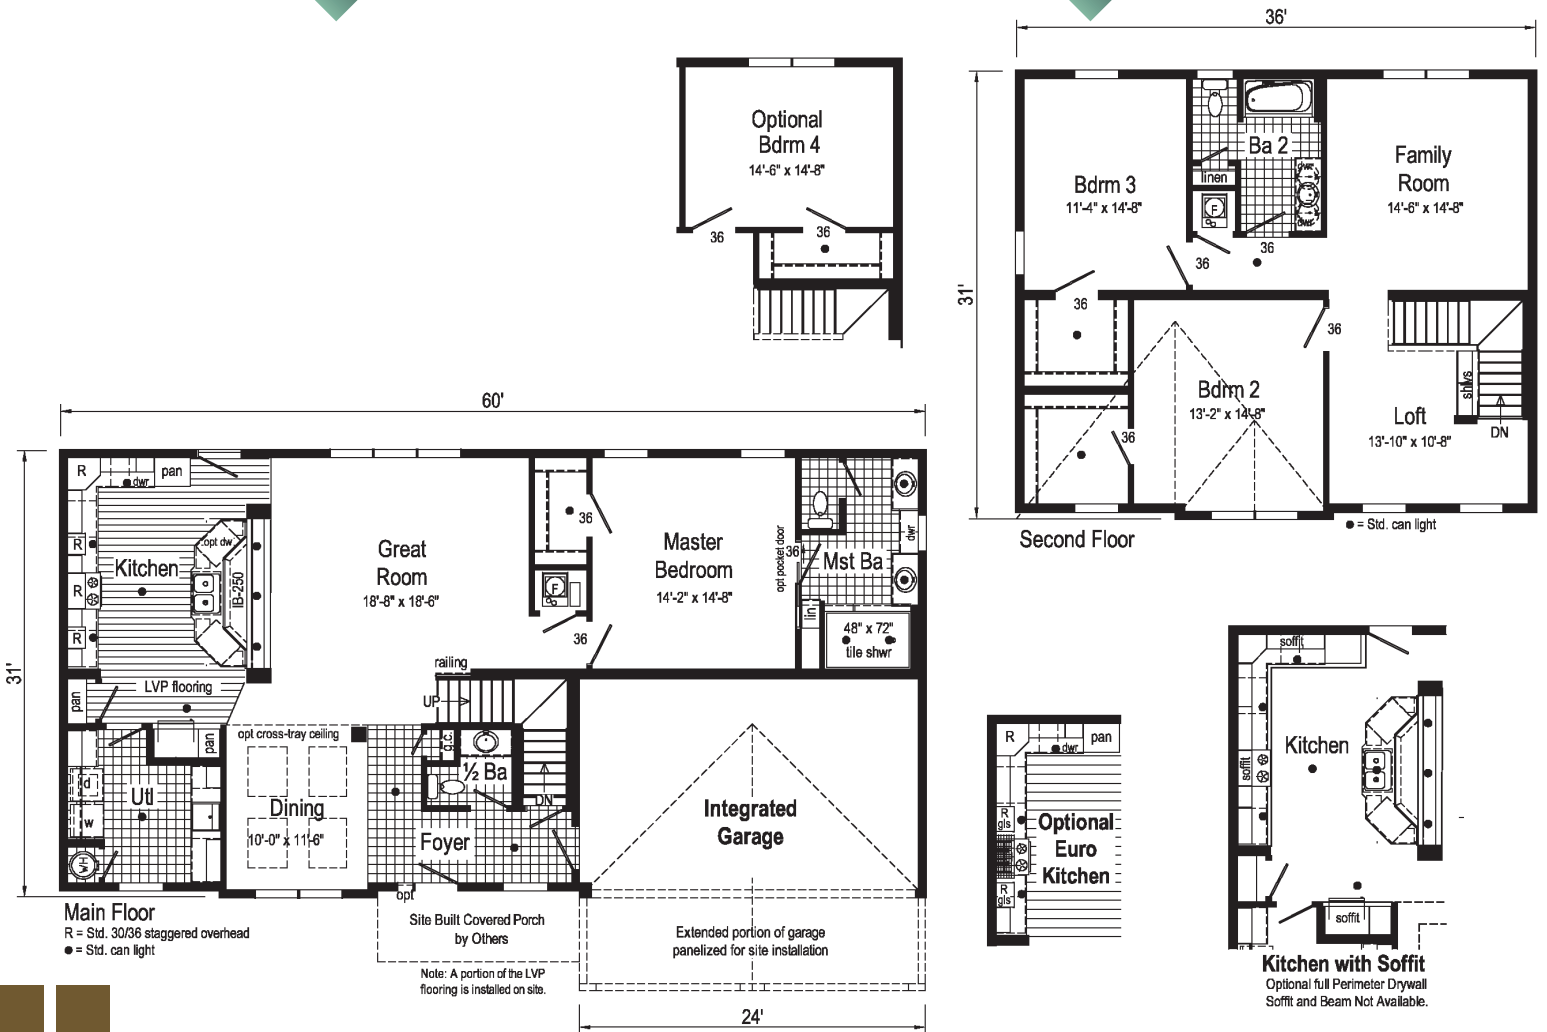 36'
31'
Optional
Bdrm 4
14'-6" x 14'-8"
36
36
Bdrm 3
11'-4" x 14'-8"
linen
F
Ba 2
dwr
dwr
Family
Room
14'-6" x 14'-8"
36
36
36
36
Bdrm 2
13'-2" x 14'-8"
36
shlvs
DN
Loft
13'-10" x 10'-8"
Second Floor
= Std. can light
60'
31'
R
dwr
pan
R
Kitchen
R
R
opt dw
IB-250
Great
Room
18'-8" x 18'-6"
36
F
36
Master
Bedroom
14'-2" x 14'-8"
opt pocket door
36
Mst Ba
dwr
lin
48" x 72"
tile shwr
railing
UP
pan
LVP flooring
pan
opt cross-tray ceiling
g.c.
½ Ba
DN
d
Utl
w
WH
Dining
10'-0" x 11'-6"
Foyer
opt
Integrated
Garage
Main Floor
R = Std. 30/36 staggered overhead
= Std. can light
Site Built Covered Porch
by Others
Note: A portion of the LVP
flooring is installed on site.
Extended portion of garage
panelized for site installation
24'
R
dwr
pan
R
gls
R
gls
Optional
Euro
Kitchen
soffit
Kitchen
soffit
soffit
Kitchen with Soffit
Optional full Perimeter Drywall
Soffit and Beam Not Available.